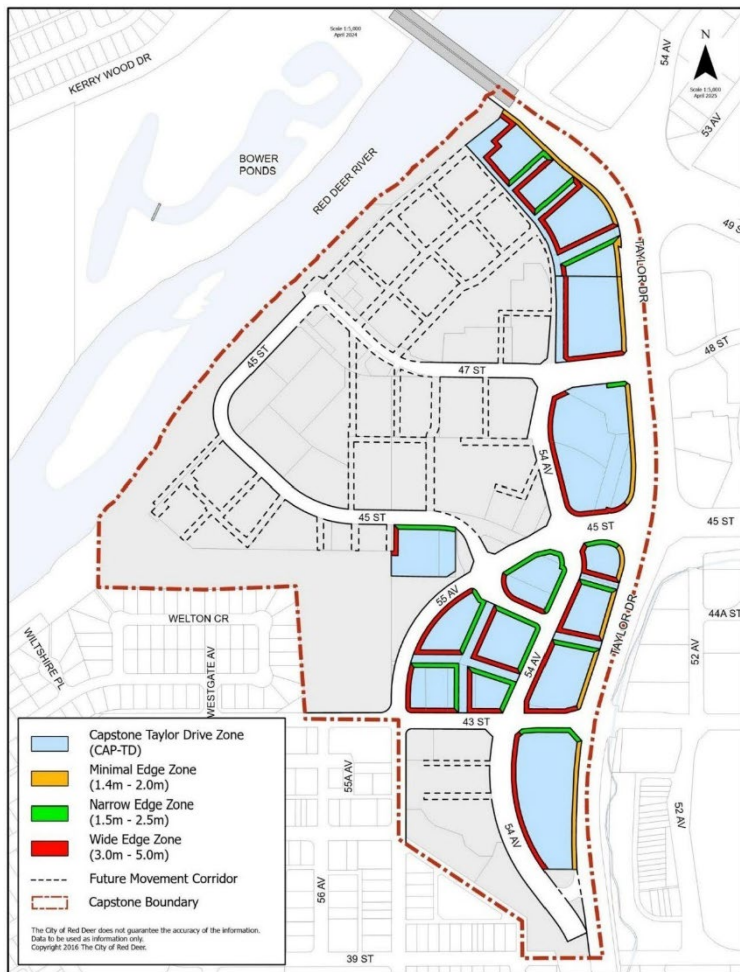 Scale 1:5,000
April 2024
N
Scale 1:5,000
April 2025
54 AV
53 AV
KERRY WOOD DR
BOWER
PONDS
RED DEER RIVER
49 S
TAYLOR DR
48 ST
45 ST
47 ST
54 AV
45 ST
45 ST
45 ST
WELTON CR
55 AV
44A ST
WILTSHIRE PL
WESTGATE AV
54 AV
TAYLOR DR
52 AV
43 ST
Capstone Taylor Drive Zone
(CAP-TD)
Minimal Edge Zone
(1.4m - 2.0m)
Narrow Edge Zone
(1.5m - 2.5m)
Wide Edge Zone
(3.0m - 5.0m)
Future Movement Corridor
Capstone Boundary
55A AV
54 AV
52 AV
56 AV
The City of Red Deer does not guarantee the accuracy of the information.
Data to be used as information only.
Copyright 2016 The City of Red Deer.
39 ST